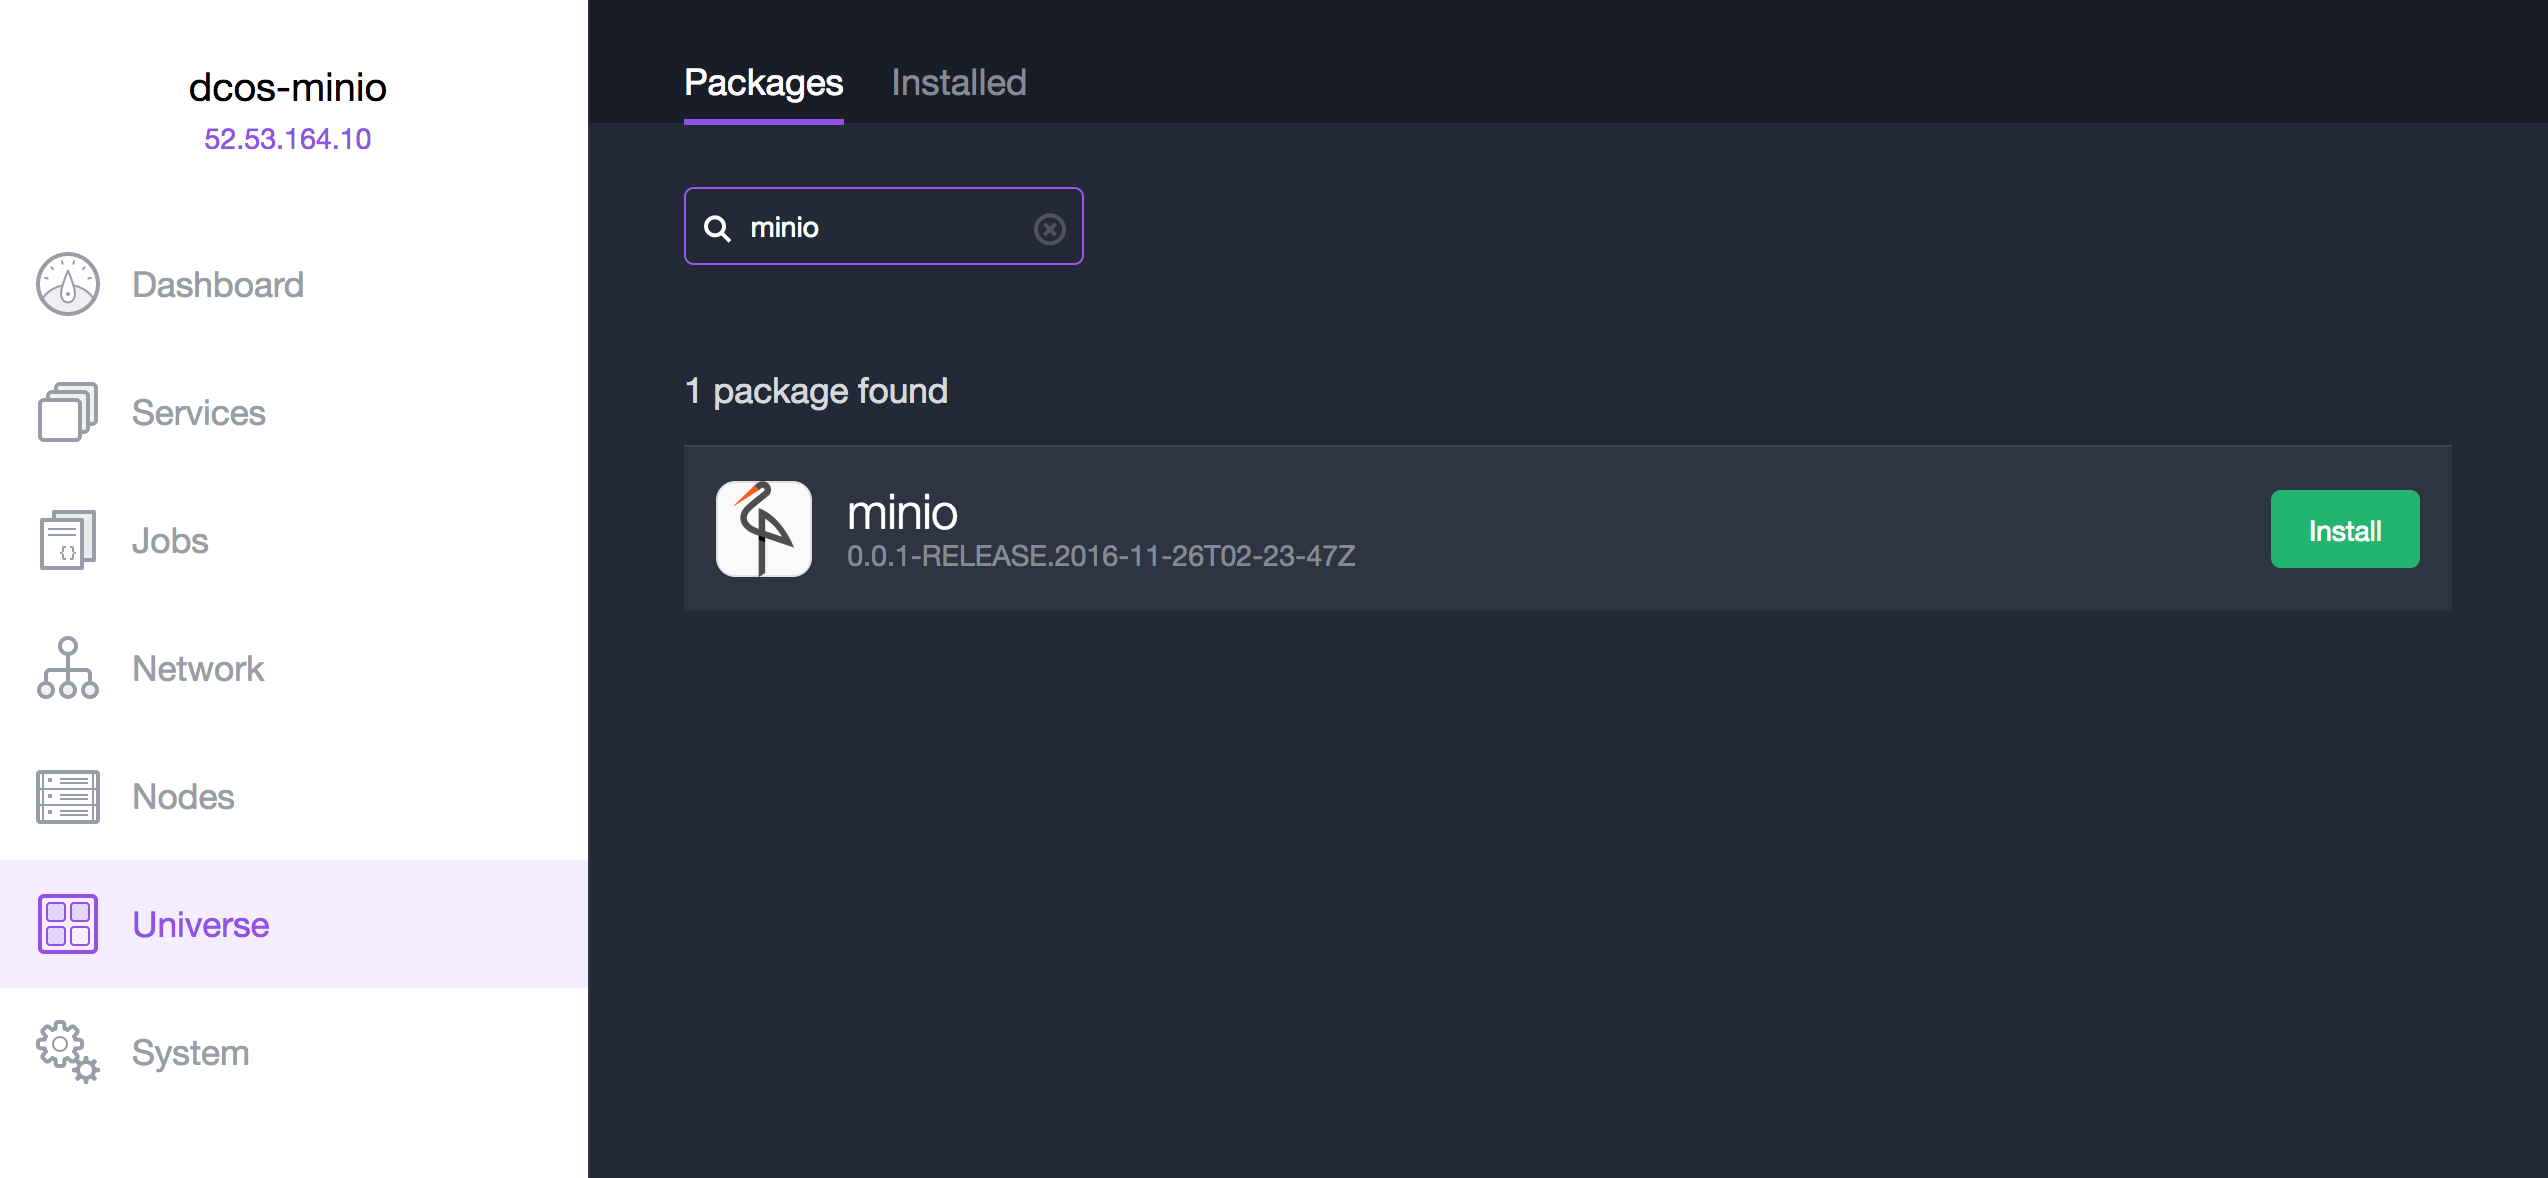 dcos-minio
52.53.164.10
Dashboard
Services
Jobs
Network
Nodes
Universe
System
Packages Installed
minio
1 package found
minio
0.0.1-RELEASE.2016-11-26T02-23-47Z
Install